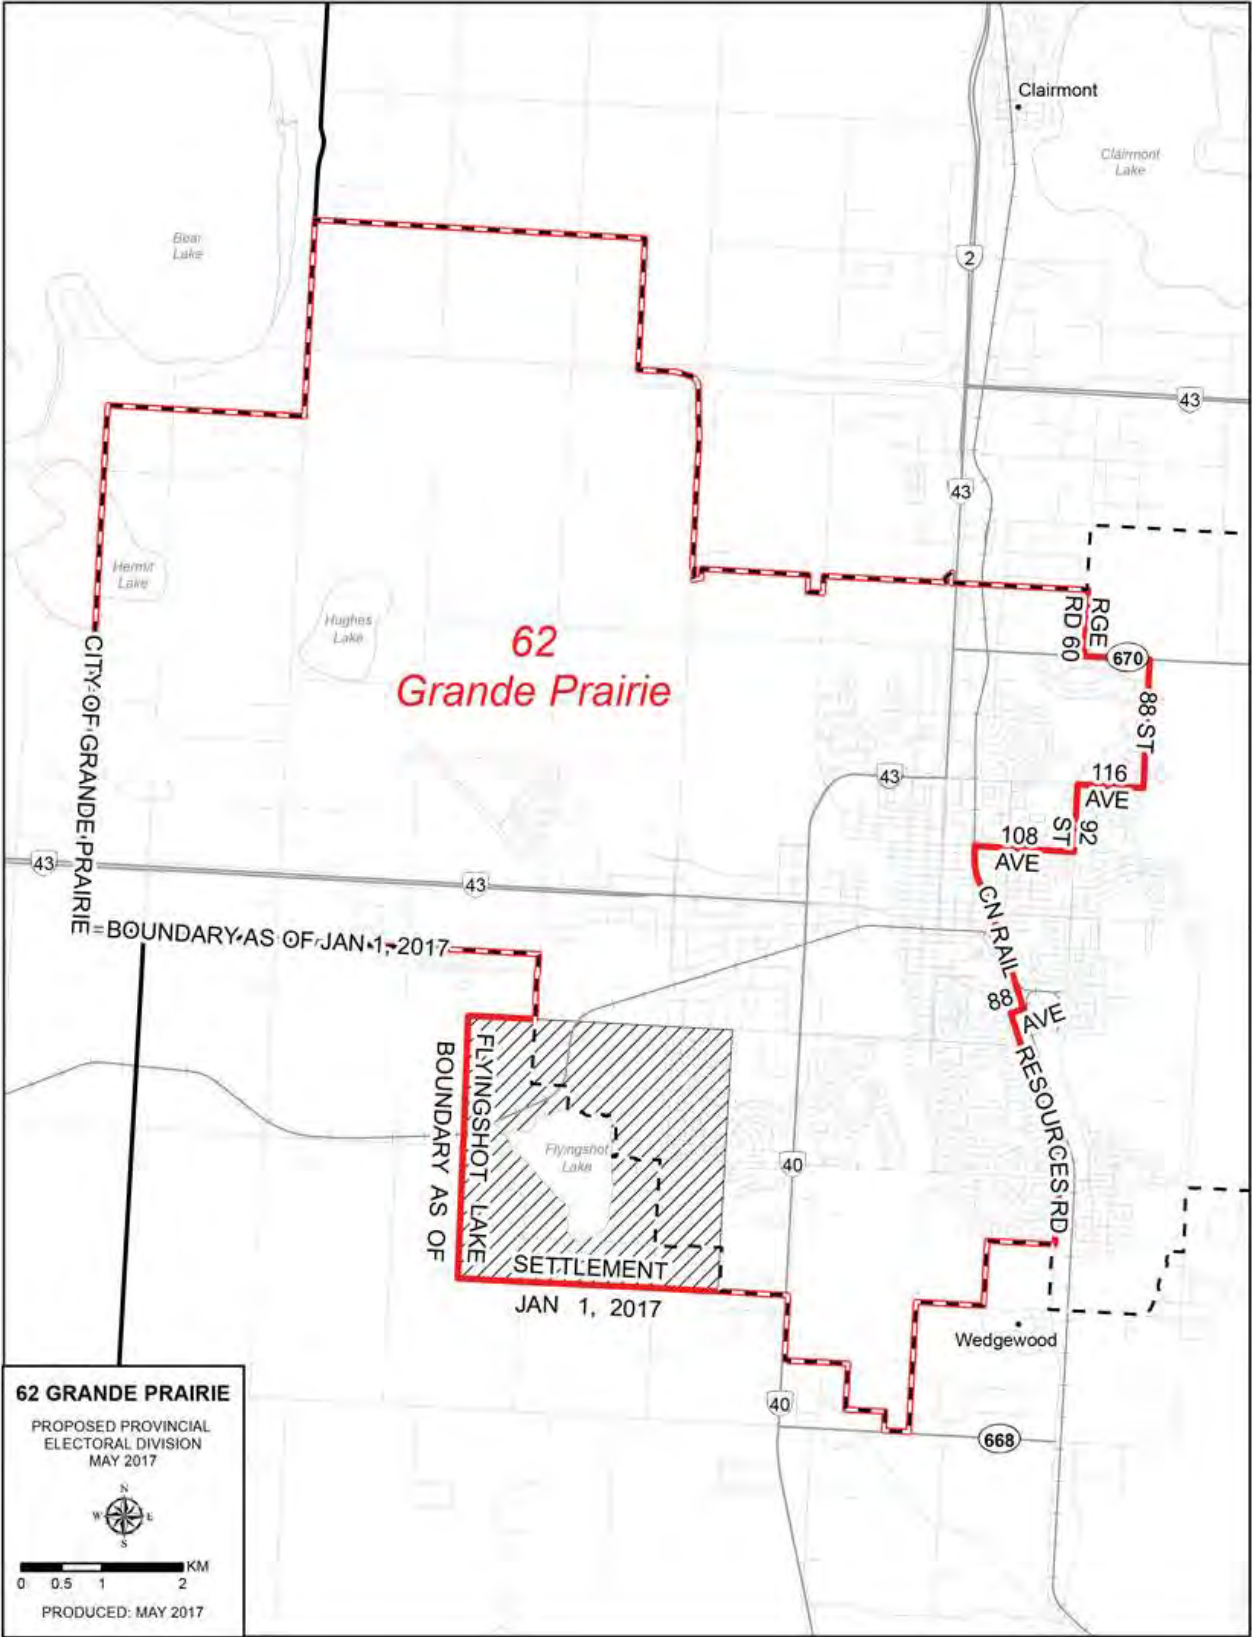 Clairmont
Clairmont
Lake
Bear
Lake
2
43
43
Hermit
Lake
Hughes
Lake
62
Grande Prairie
RGE
RD 60
670
88 ST
116
AVE
92
ST
108
AVE
43
43
43
CITY OF GRANDE PRAIRIE
BOUNDARY AS OF JAN 1, 2017
CN RAIL
88
AVE
RESOURCES RD
FLYINGSHOT LAKE
BOUNDARY AS OF
Flyingshot
Lake
40
SETTLEMENT
JAN 1, 2017
Wedgewood
40
668
62 GRANDE PRAIRIE
PROPOSED PROVINCIAL
ELECTORAL DIVISION
MAY 2017
N
W E
S
KM
0 0.5 1 2
PRODUCED: MAY 2017